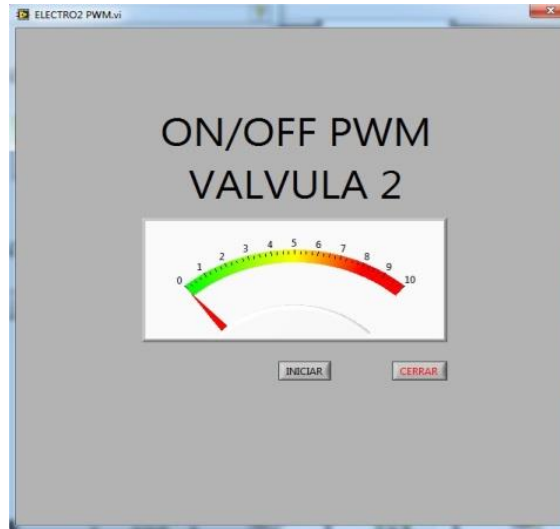 ELECTRO2 PWM.vi
ON/OFF PWM
VALVULA 2
0 1 2 3 4 5 6 7 8 9 10
INICIAR CERRAR